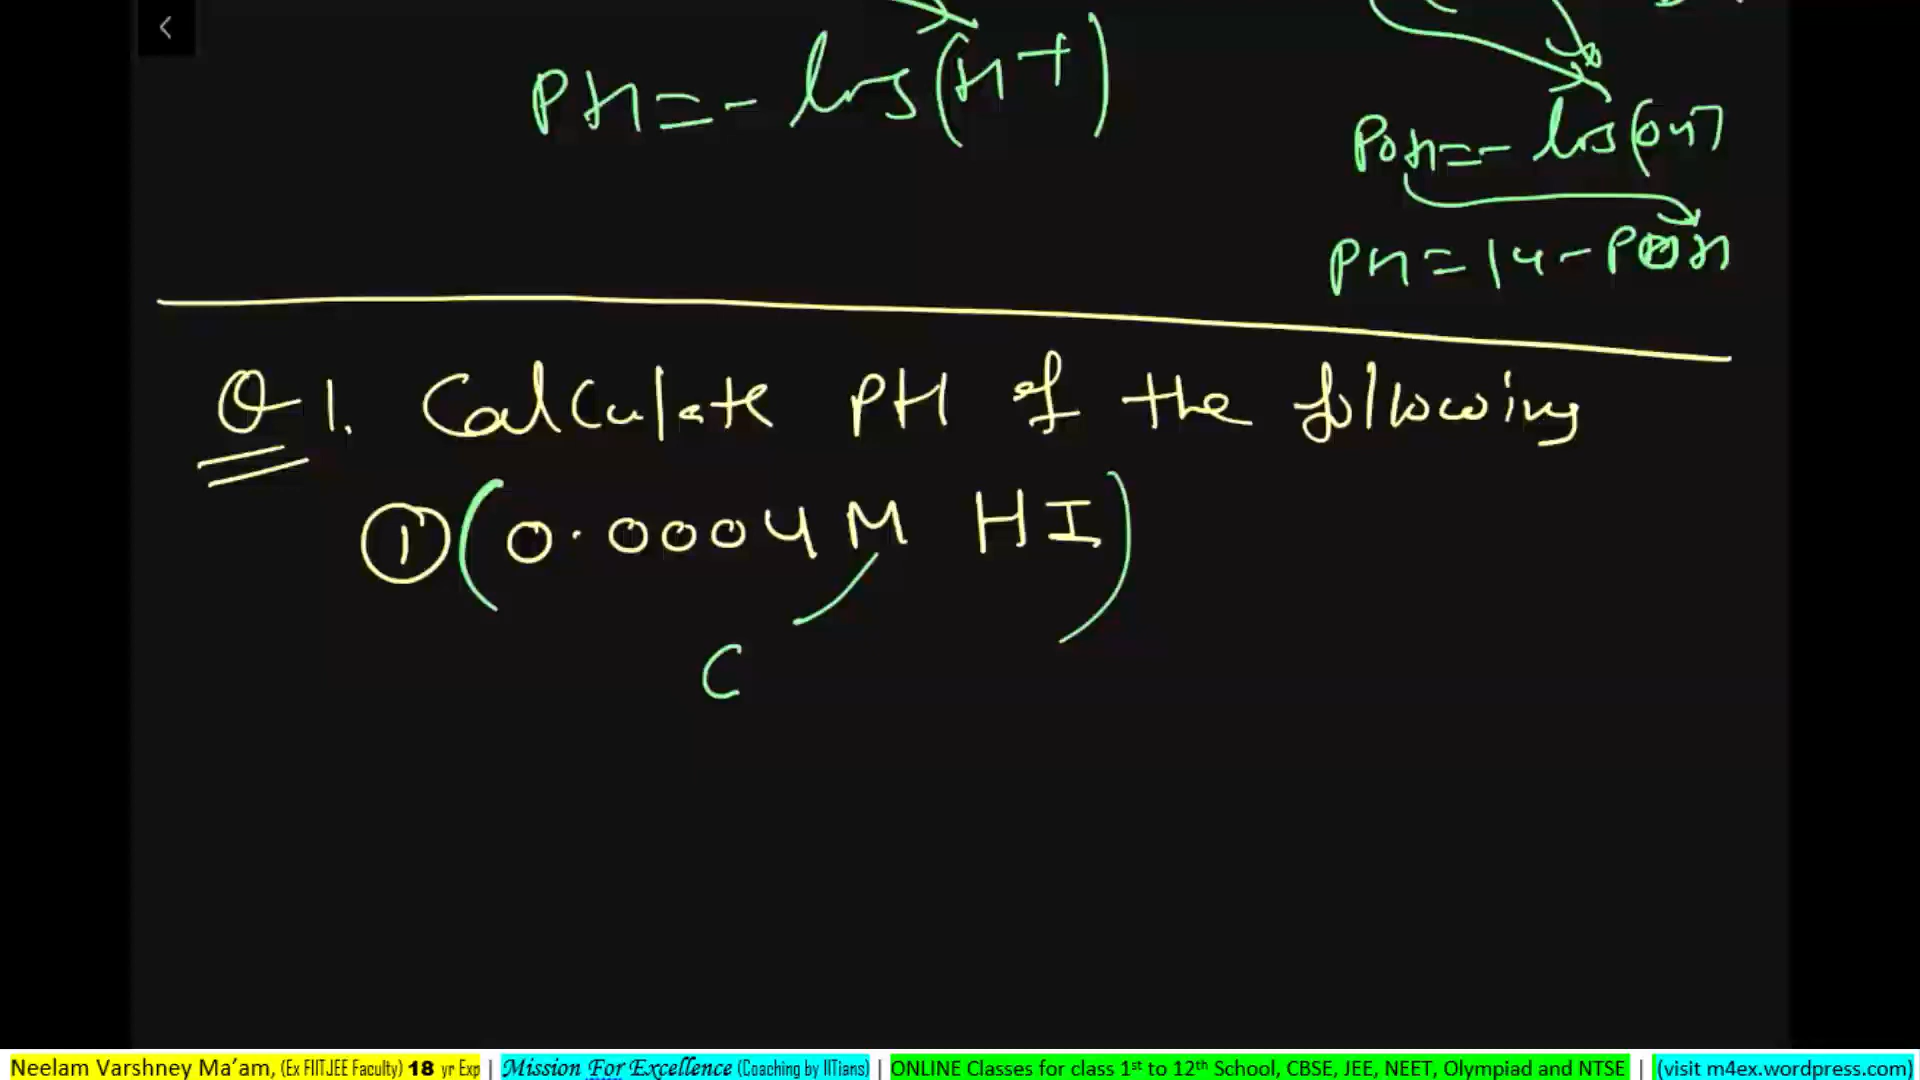 PH = - log(H+)
POH = - log(OH)
PH = 14 - POH
Q 1. Calculate PH of the following
① (0.0004 M HI)
C
Neelam Varshney Ma'am, (Ex FIITJEE Faculty) 18 yr Exp | Mission For Excellence (Coaching by IITians) | ONLINE Classes for class 1st to 12th School, CBSE, JEE, NEET, Olympiad and NTSE | (visit m4ex.wordpress.com)